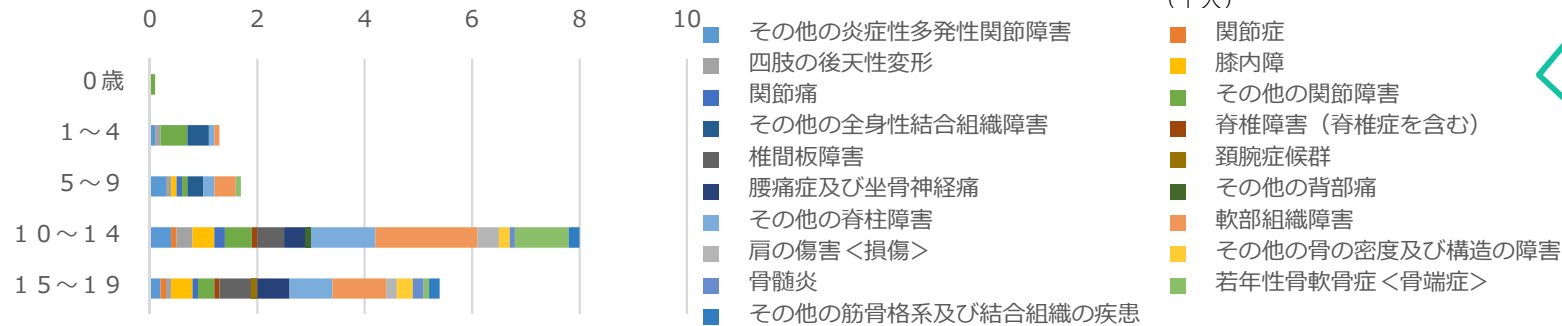 0 2 4 6 8 10
0歳
1～4
5～9
10～14
15～19
(千人)
その他の炎症性多発性関節障害 関節症
四肢の後天性変形 膝内障
関節痛 その他の関節障害
その他の全身性結合組織障害 脊椎障害（脊椎症を含む）
椎間板障害 頚腕症候群
腰痛症及び坐骨神経痛 その他の背部痛
その他の脊柱障害 軟部組織障害
肩の傷害＜損傷＞ その他の骨の密度及び構造の障害
骨髄炎 若年性骨軟骨症＜骨端症＞
その他の筋骨格系及び結合組織の疾患